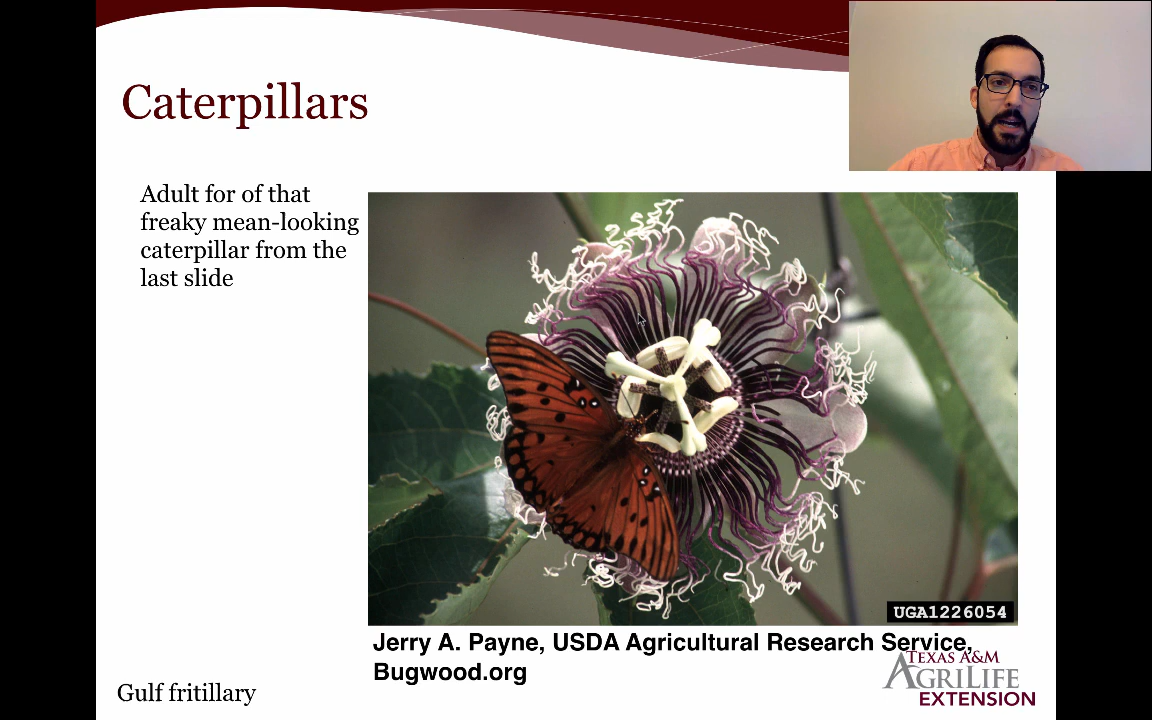 Caterpillars
Adult for of that
freaky mean-looking
caterpillar from the
last slide
UGA1226054
Jerry A. Payne, USDA Agricultural Research Service,
Bugwood.org
TEXAS A&M
AGRILIFE
EXTENSION
Gulf fritillary